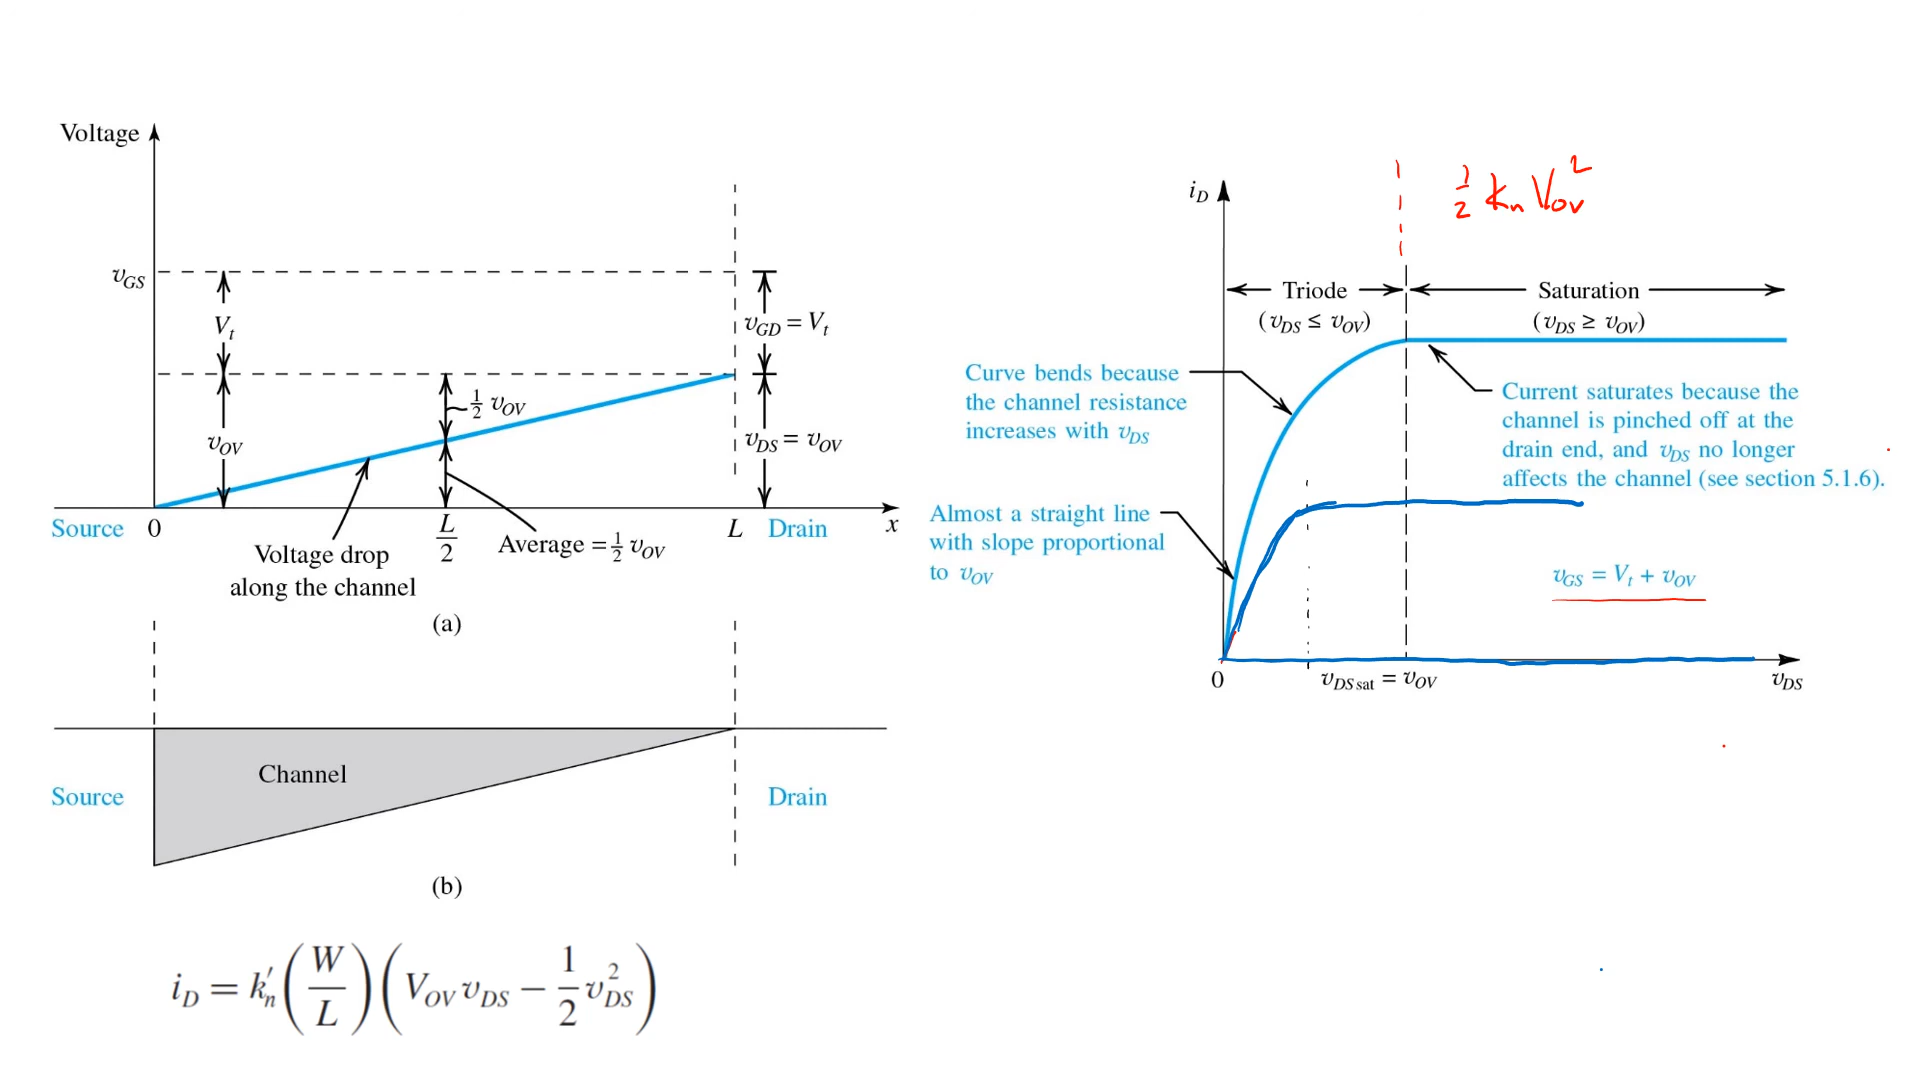 Voltage
v_GS
V_t
v_GD = V_t
½ v_OV
v_OV
v_DS = v_OV
Source 0
L/2
L Drain
x
Voltage drop
along the channel
Average = ½ v_OV
(a)
Channel
Source
Drain
(b)
i_D = k'_n (W/L) (V_OV v_DS − ½ v_DS²)
½ k_n V_OV²
i_D
Triode
(v_DS ≤ v_OV)
Saturation
(v_DS ≥ v_OV)
Curve bends because
the channel resistance
increases with v_DS
Current saturates because the
channel is pinched off at the
drain end, and v_DS no longer
affects the channel (see section 5.1.6).
Almost a straight line
with slope proportional
to v_OV
v_GS = V_t + v_OV
0
v_DS sat = v_OV
v_DS